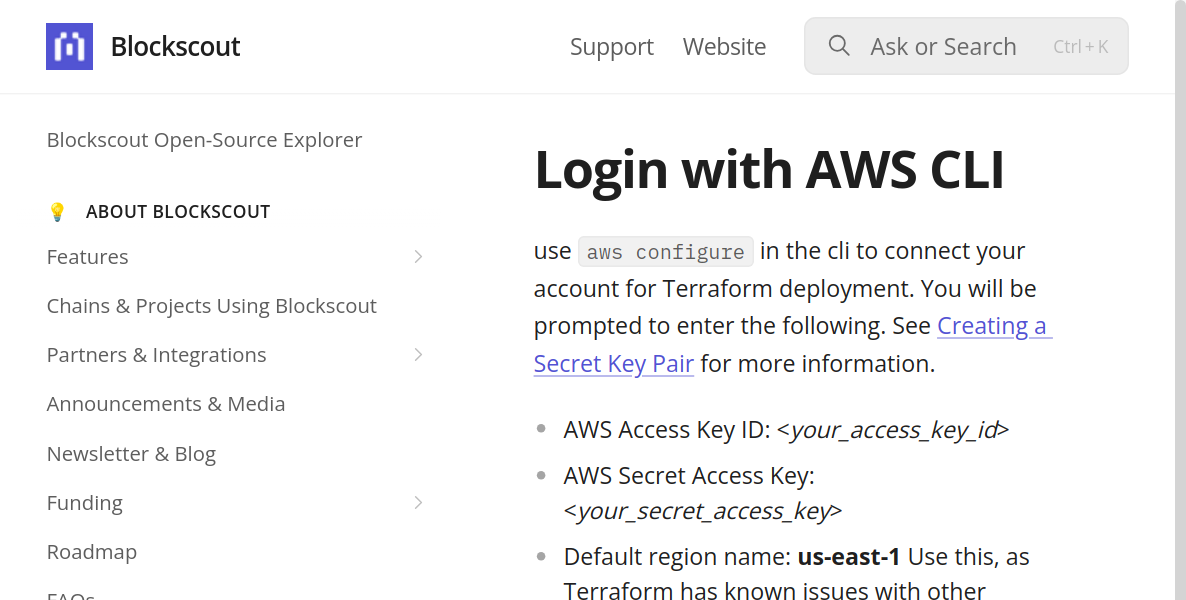 Blockscout
Support
Website
Ask or Search
Ctrl + K
Blockscout Open-Source Explorer
💡 ABOUT BLOCKSCOUT
Features
Chains & Projects Using Blockscout
Partners & Integrations
Announcements & Media
Newsletter & Blog
Funding
Roadmap
FAQs
Login with AWS CLI
use aws configure in the cli to connect your
account for Terraform deployment. You will be
prompted to enter the following. See Creating a
Secret Key Pair for more information.
AWS Access Key ID: <your_access_key_id>
AWS Secret Access Key:
<your_secret_access_key>
Default region name: us-east-1 Use this, as
Terraform has known issues with other